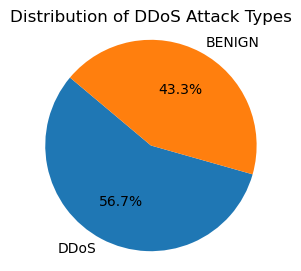 Distribution of DDoS Attack Types
BENIGN
43.3%
56.7%
DDoS